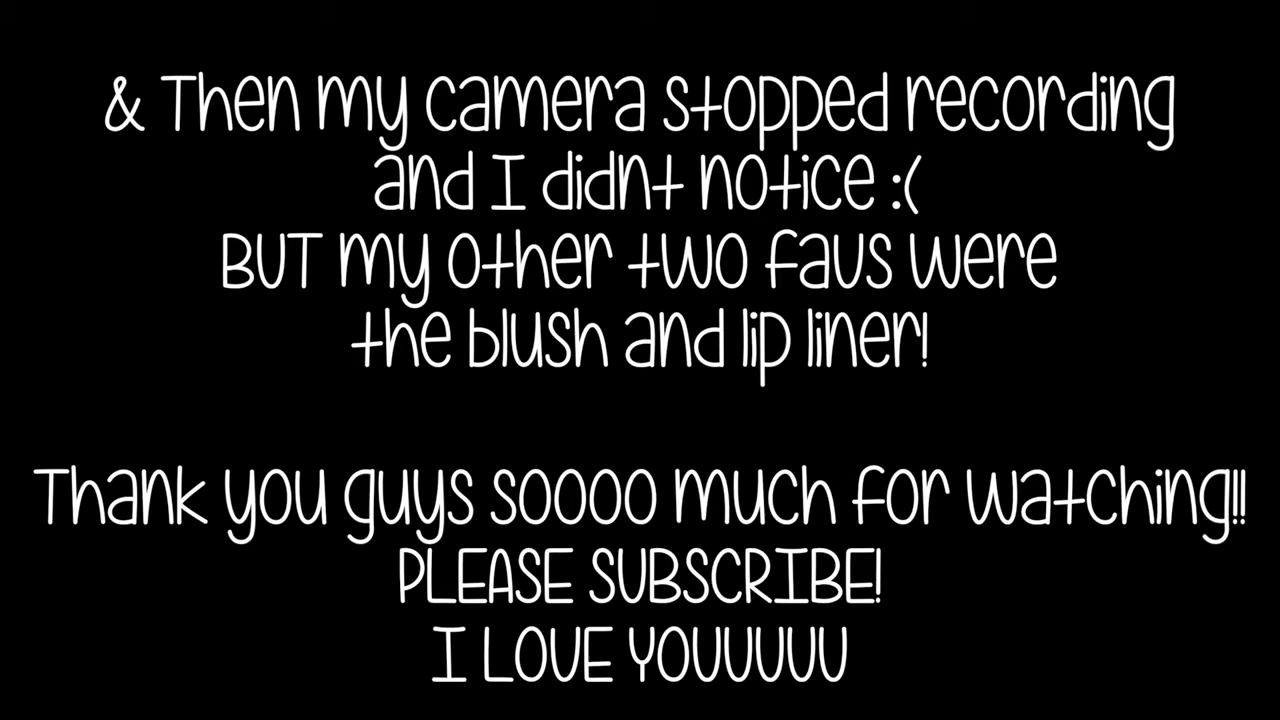 & Then my camera stopped recording
and I didnt notice :(
BUT my other two favs were
the blush and lip liner!
Thank you guys soooo much for watching!!
PLEASE SUBSCRIBE!
I LOVE YOUUUUU